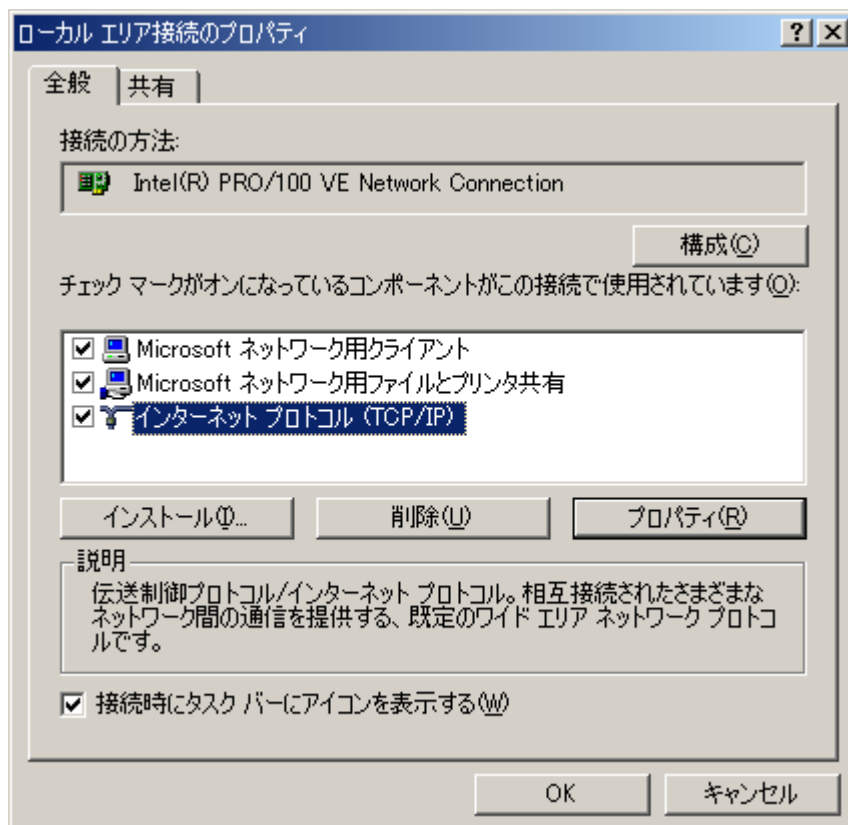 ローカル エリア接続のプロパティ
全般 共有
接続の方法:
Intel(R) PRO/100 VE Network Connection
構成(C)
チェック マークがオンになっているコンポーネントがこの接続で使用されています(O):
Microsoft ネットワーク用クライアント
Microsoft ネットワーク用ファイルとプリンタ共有
インターネット プロトコル (TCP/IP)
インストール(I)... 削除(U) プロパティ(R)
説明
伝送制御プロトコル/インターネット プロトコル。相互接続されたさまざまな
ネットワーク間の通信を提供する、既定のワイド エリア ネットワーク プロトコ
ルです。
接続時にタスク バーにアイコンを表示する(W)
OK キャンセル